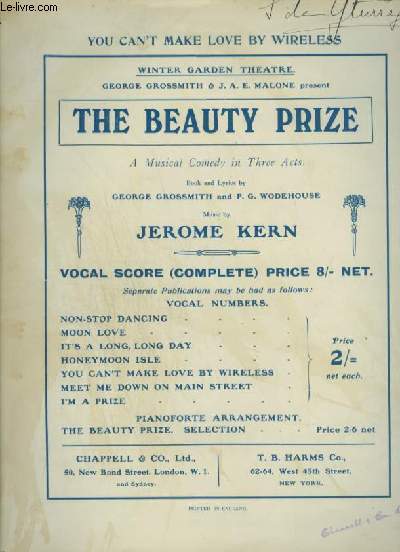 www.le-livre.com
YOU CAN'T MAKE LOVE BY WIRELESS
WINTER GARDEN THEATRE.
GEORGE GROSSMITH & J. A. E. MALONE present
THE BEAUTY PRIZE
A Musical Comedy in Three Acts.
Book and Lyrics by
GEORGE GROSSMITH and P. G. WODEHOUSE
Music by
JEROME KERN
VOCAL SCORE (COMPLETE) PRICE 8/- NET.
Separate Publications may be had as follows:
VOCAL NUMBERS.
NON-STOP DANCING - - - - -
MOON LOVE - - - - -
IT'S A LONG, LONG DAY - - - -
HONEYMOON ISLE - - - - -
YOU CAN'T MAKE LOVE BY WIRELESS - -
MEET ME DOWN ON MAIN STREET - -
I'M A PRIZE - - - - -
Price
2/=
net each.
PIANOFORTE ARRANGEMENT.
THE BEAUTY PRIZE. SELECTION - - - Price 2-6 net
CHAPPELL & CO., Ltd.,
50, New Bond Street, London, W. 1.
and Sydney.
T. B. HARMS Co.,
62-64, West 45th Street,
NEW YORK.
PRINTED IN ENGLAND.